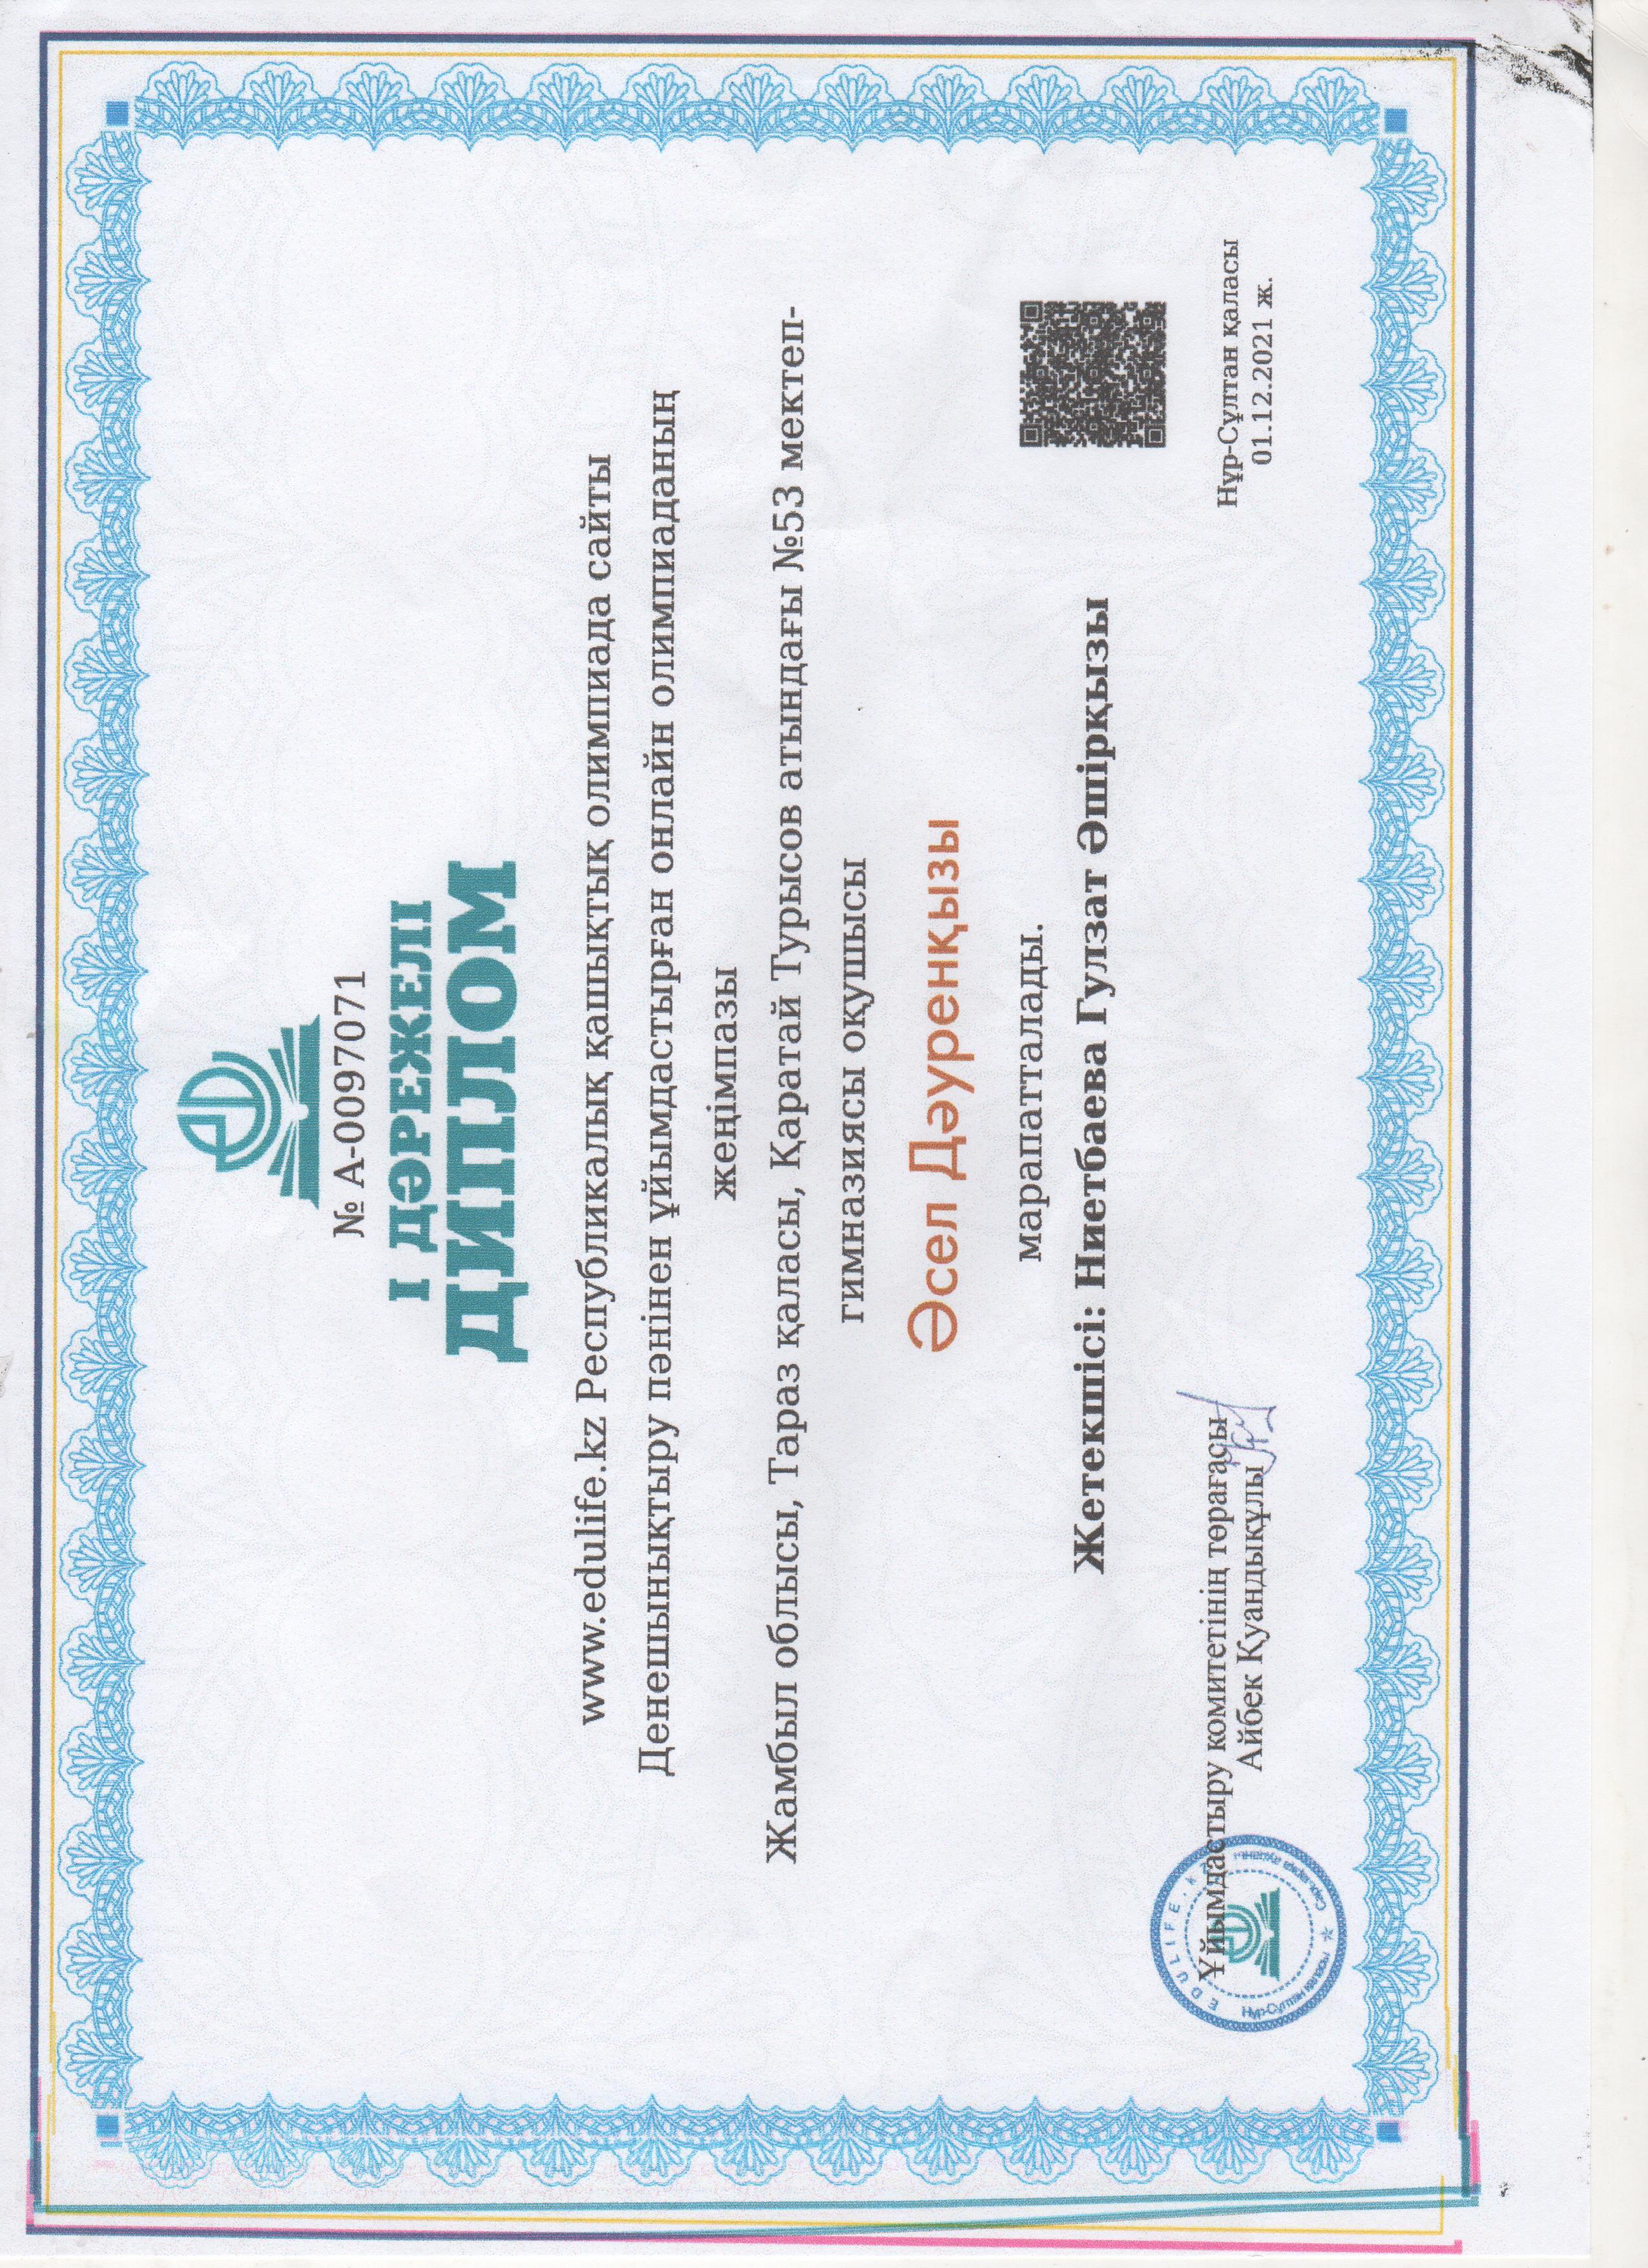 № А-0097071
І ДӘРЕЖЕЛІ
ДИПЛОМ
www.edulife.kz Республикалық қашықтық олимпиада сайты
Денешынықтыру пәнінен ұйымдастырған онлайн олимпиаданың
жеңімпазы
Жамбыл облысы, Тараз қаласы, Қаратай Турысов атындағы №53 мектеп-
гимназиясы оқушысы
Әсел Дәуренқызы
марапатталады.
Жетекшісі: Ниетбаева Гулзат Әшірқызы
EDULIFE.KZ
Нұр-Сұлтан қаласы
Сарыарқа ауданы
Ұйымдастыру комитетінің төрағасы
Айбек Қуандықұлы
Нұр-Сұлтан қаласы
01.12.2021 ж.